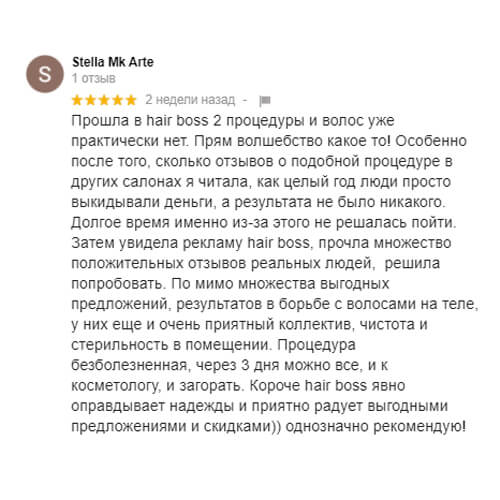 S
Stella Mk Arte
1 отзыв
2 недели назад -
Прошла в hair boss 2 процедуры и волос уже
практически нет. Прям волшебство какое то! Особенно
после того, сколько отзывов о подобной процедуре в
других салонах я читала, как целый год люди просто
выкидывали деньги, а результата не было никакого.
Долгое время именно из-за этого не решалась пойти.
Затем увидела рекламу hair boss, прочла множество
положительных отзывов реальных людей, решила
попробовать. По мимо множества выгодных
предложений, результатов в борьбе с волосами на теле,
у них еще и очень приятный коллектив, чистота и
стерильность в помещении. Процедура
безболезненная, через 3 дня можно все, и к
косметологу, и загорать. Короче hair boss явно
оправдывает надежды и приятно радует выгодными
предложениями и скидками)) однозначно рекомендую!